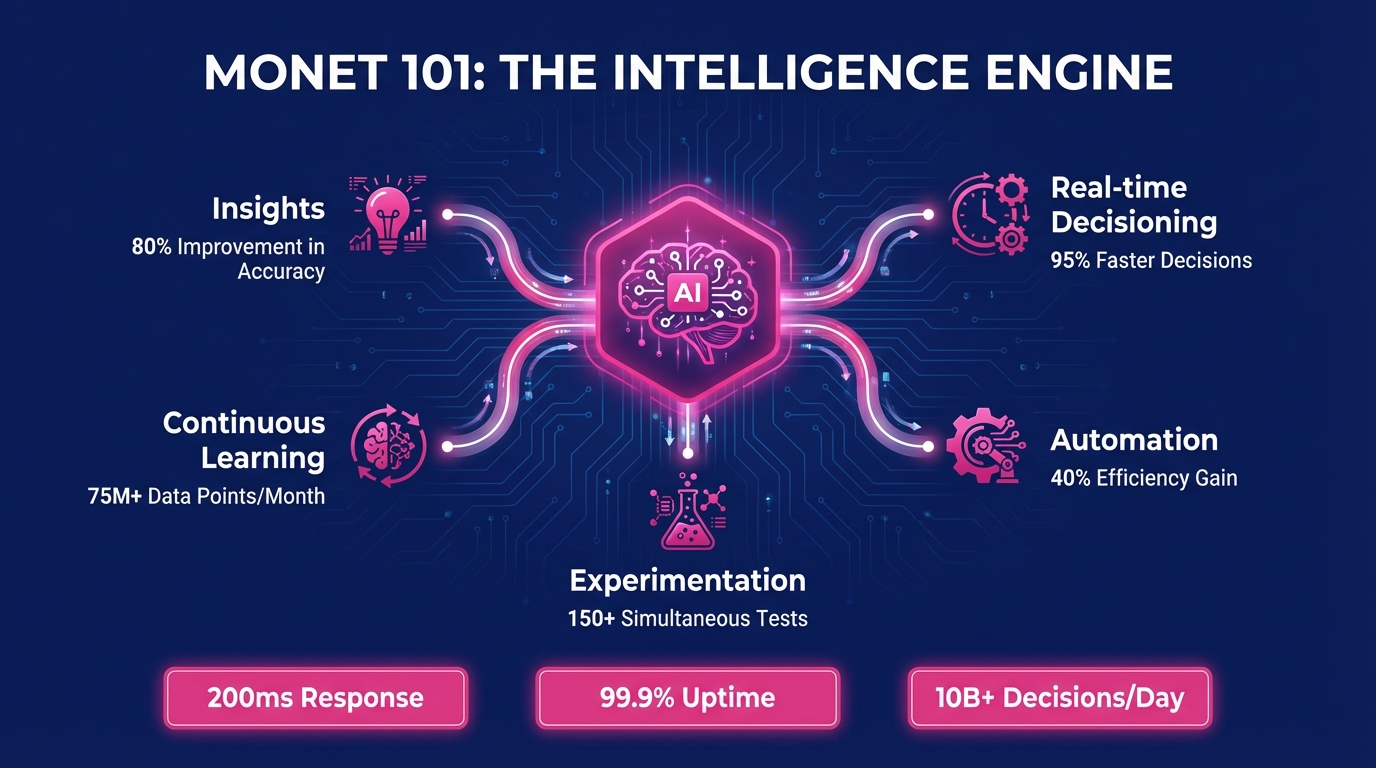 MONET 101: THE INTELLIGENCE ENGINE
Insights
80% Improvement in
Accuracy
Real-time
Decisioning
95% Faster Decisions
AI
Continuous
Learning
75M+ Data Points/Month
Automation
40% Efficiency Gain
Experimentation
150+ Simultaneous Tests
200ms Response
99.9% Uptime
10B+ Decisions/Day